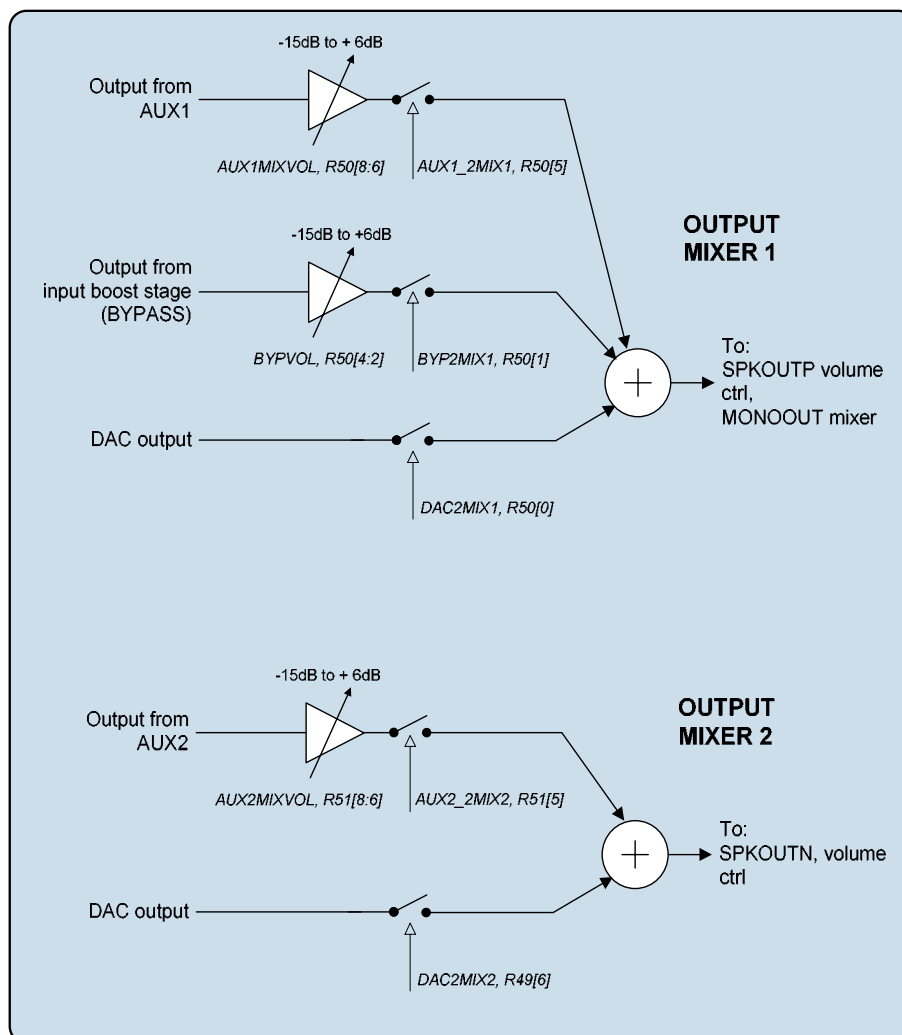 -15dB to + 6dB
Output from
AUX1
AUX1MIXVOL, R50[8:6]
AUX1_2MIX1, R50[5]
OUTPUT
MIXER 1
-15dB to +6dB
Output from
input boost stage
(BYPASS)
BYPVOL, R50[4:2]
BYP2MIX1, R50[1]
+
To:
SPKOUTP volume
ctrl,
MONOOUT mixer
DAC output
DAC2MIX1, R50[0]
-15dB to + 6dB
Output from
AUX2
AUX2MIXVOL, R51[8:6]
AUX2_2MIX2, R51[5]
OUTPUT
MIXER 2
+
To:
SPKOUTN, volume
ctrl
DAC output
DAC2MIX2, R49[6]